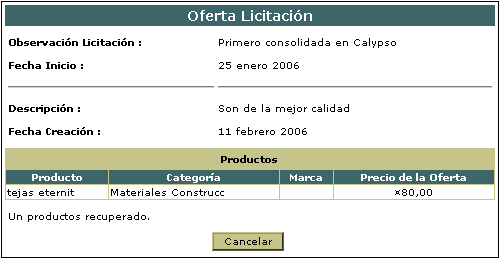 Oferta Licitación
Observación Licitación : Primero consolidada en Calypso
Fecha Inicio : 25 enero 2006
Descripción : Son de la mejor calidad
Fecha Creación : 11 febrero 2006
Productos
Producto Categoría Marca Precio de la Oferta
tejas eternit Materiales Construcc ¤80,00
Un productos recuperado.
Cancelar